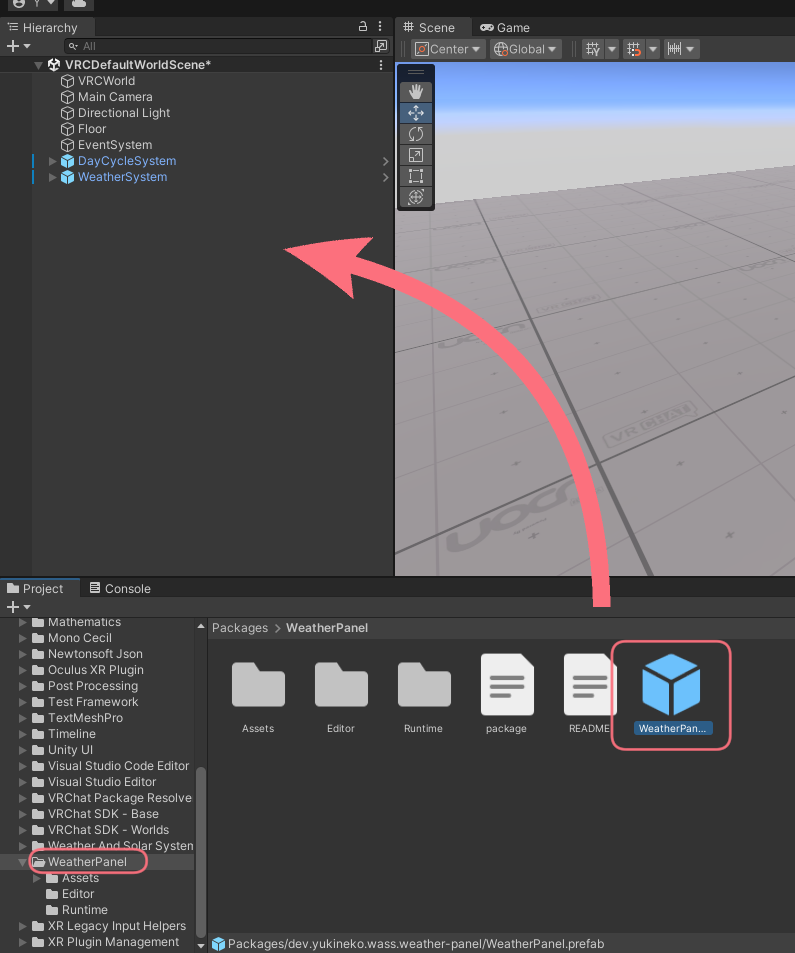 Y
Hierarchy
All
VRCDefaultWorldScene*
VRCWorld
Main Camera
Directional Light
Floor
EventSystem
DayCycleSystem
WeatherSystem
Scene
Game
Center
Global
VRCHAT
Project
Console
Mathematics
Mono Cecil
Newtonsoft Json
Oculus XR Plugin
Post Processing
Test Framework
TextMeshPro
Timeline
Unity UI
Visual Studio Code Editor
Visual Studio Editor
VRChat Package Resolve
VRChat SDK - Base
VRChat SDK - Worlds
Weather And Solar System
WeatherPanel
Assets
Editor
Runtime
XR Legacy Input Helpers
XR Plugin Management
Packages > WeatherPanel
Assets
Editor
Runtime
package
README
WeatherPan...
Packages/dev.yukineko.wass.weather-panel/WeatherPanel.prefab